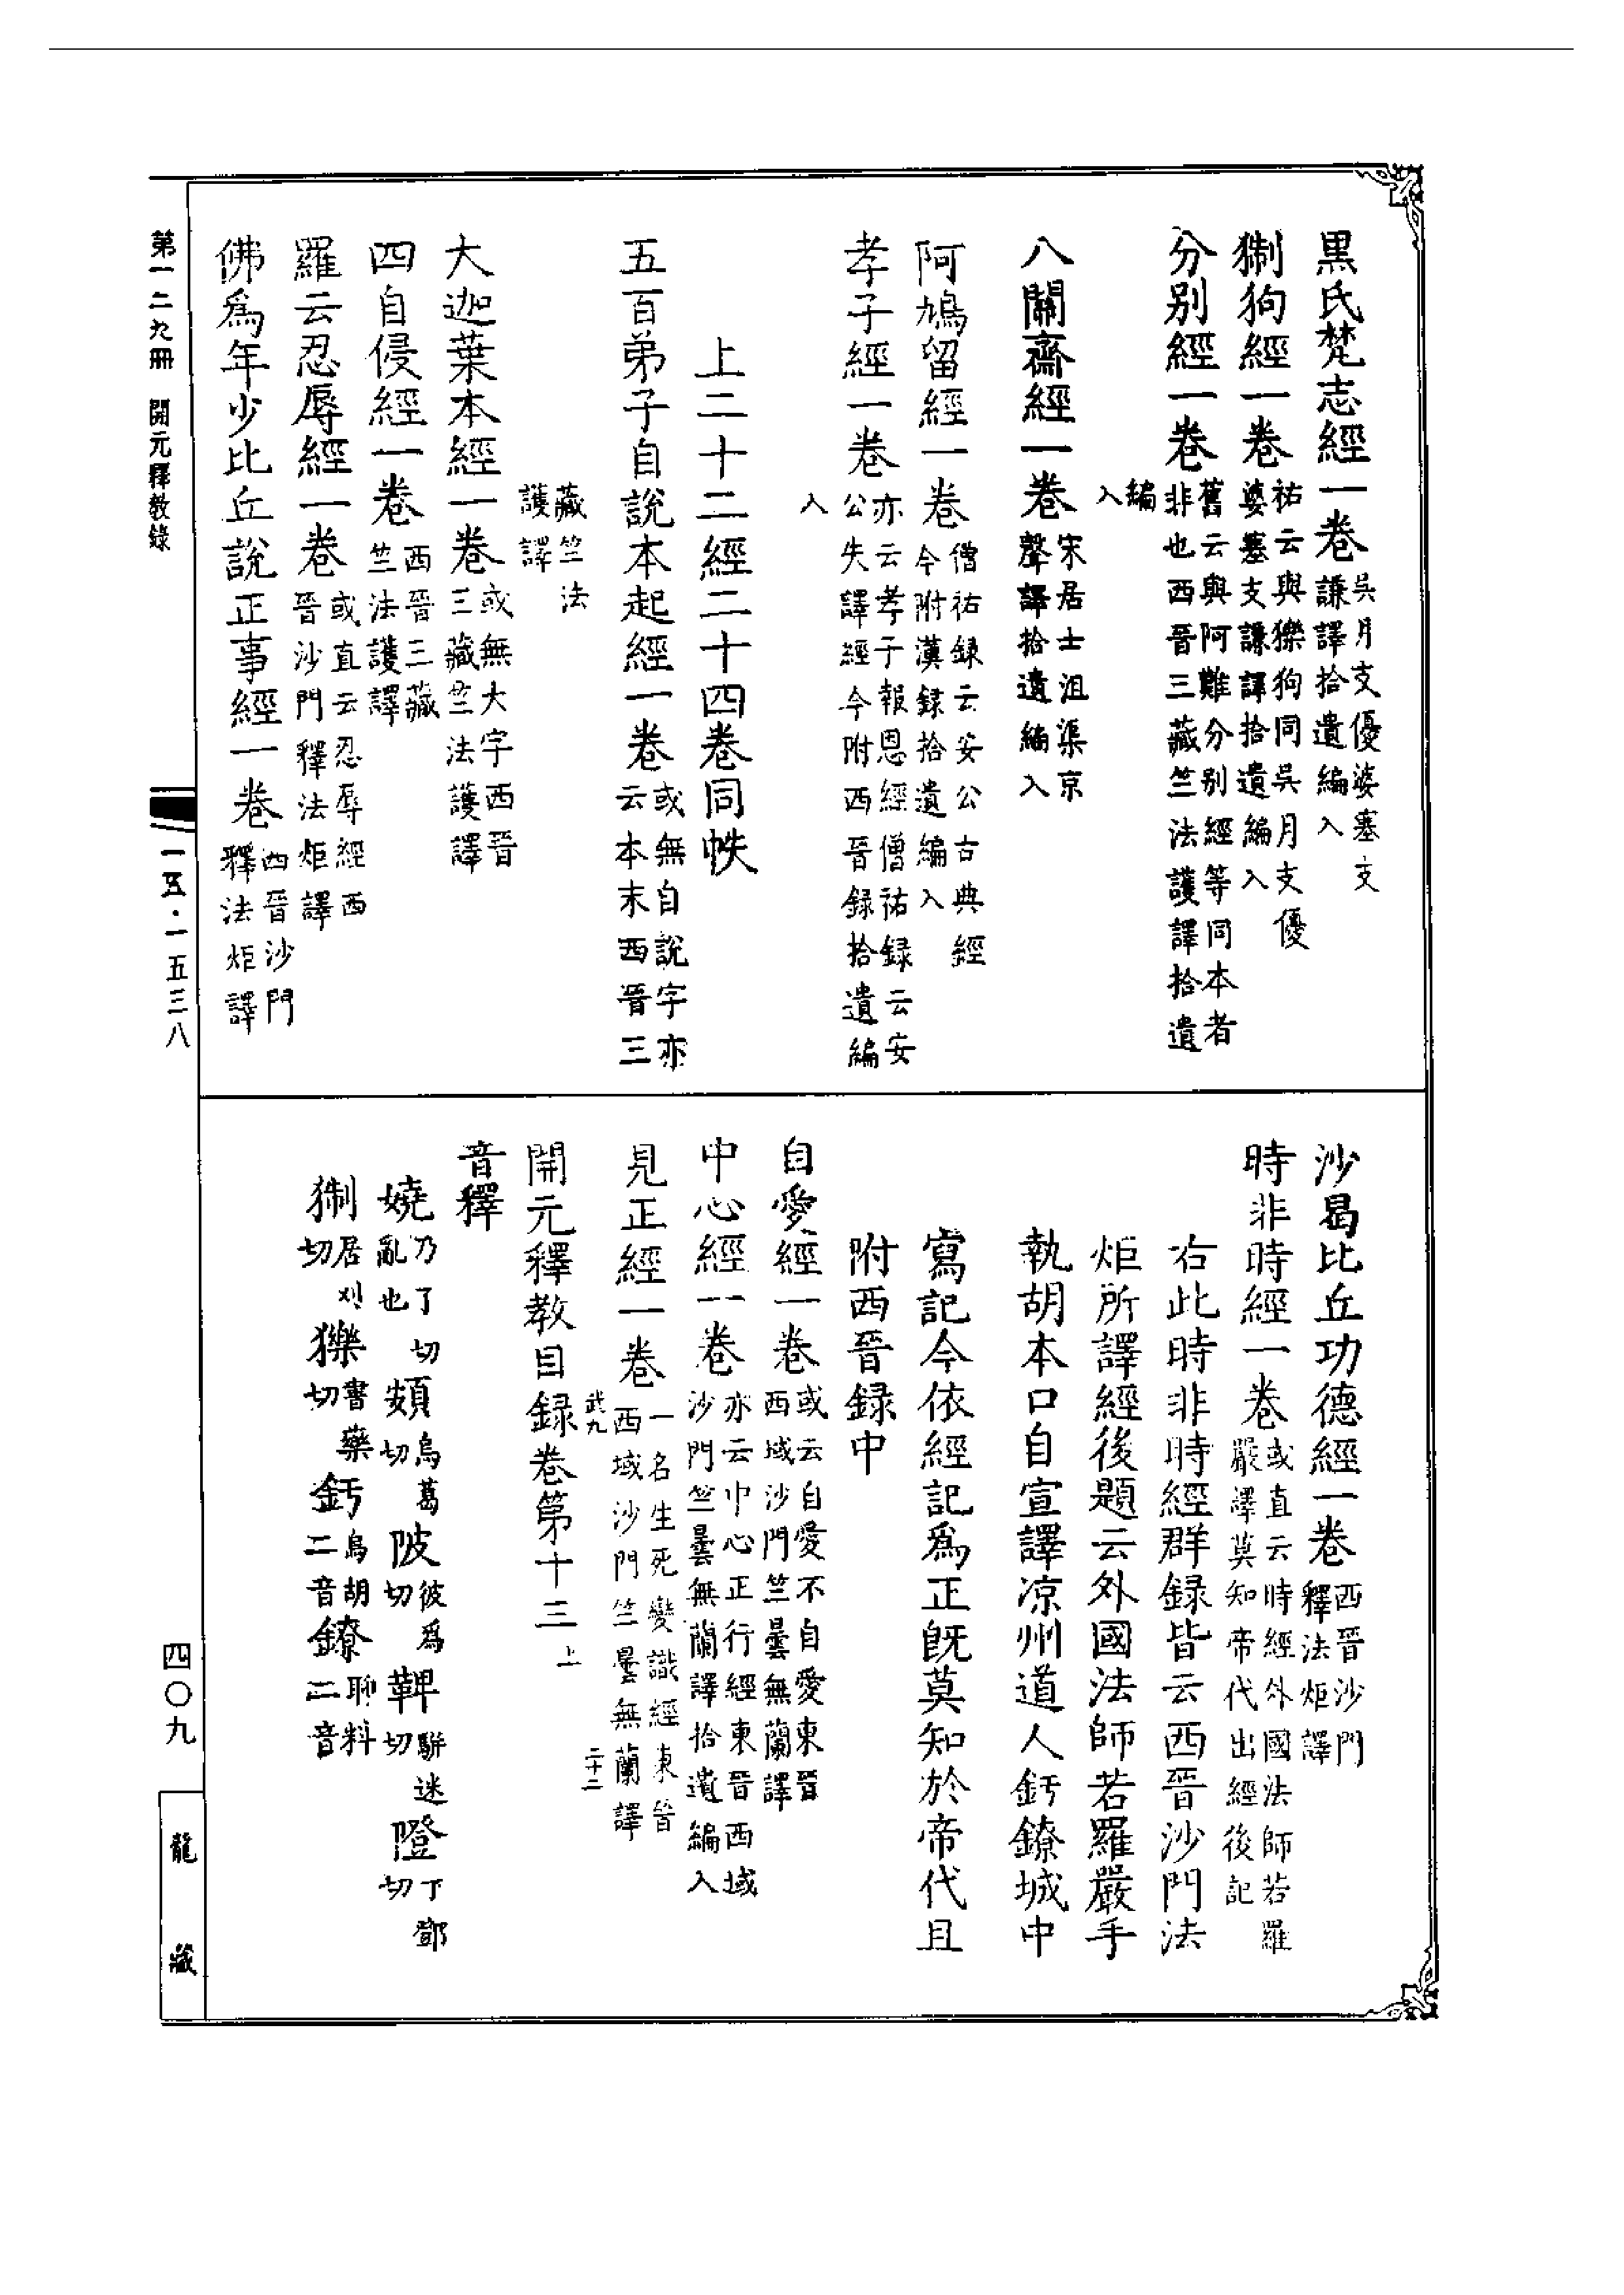 黒氏梵志經一卷吳月支優婆塞支謙譯拾遺編入
猘狗經一卷祐云與獵狗同吳月支優婆塞支謙譯拾遺編入
分別經一卷舊云與阿難分別經等同本者非也西晉三藏竺法護譯拾遺
編入
八關齋經一卷宋居士沮渠京聲譯拾遺編入
阿鳩留經一卷僧祐録云安公古典經今附漢録拾遺編入
孝子經一卷亦云孝子報恩經僧祐録云安公失譯經今附西晉録拾遺編
入
上二十二經二十四卷同帙
五百弟子自說本起經一卷或無自說字亦云本末西晉三
藏竺法護譯
大迦葉本經一卷或無大字西晉三藏竺法護譯
四自侵經一卷西晉三藏竺法護譯
羅云忍辱經一卷或直云忍辱經西晉沙門釋法炬譯
佛爲年少比丘說正事經一卷西晉沙門釋法炬譯
沙曷比丘功德經一卷西晉沙門釋法炬譯
時非時經一卷或直云時經外國法師若羅嚴譯莫知帝代出經後記
右此時非時經群録皆云西晉沙門法
炬所譯經後題云外國法師若羅嚴手
執胡本口自宣譯凉州道人釫鐐城中
寫記今依經記爲正旣莫知於帝代且
附西晉録中
自愛經一卷或云自愛不自愛東晉西域沙門竺曇無蘭譯
中心經一卷亦云中心正行經東晉西域沙門竺曇無蘭譯拾遺編入
見正經一卷一名生死變識經東晉西域沙門竺曇無蘭譯
武九
二十二
開元釋教目録卷第十三上
音釋
嬈乃了切亂也頞烏葛切陂彼爲切鞞駢迷切隥丁鄧切
猘居刈切㹰書藥切釫烏胡二音鐐聊料二音
第一二九冊 開元釋教錄
一五·一五三八
四〇九
龍藏